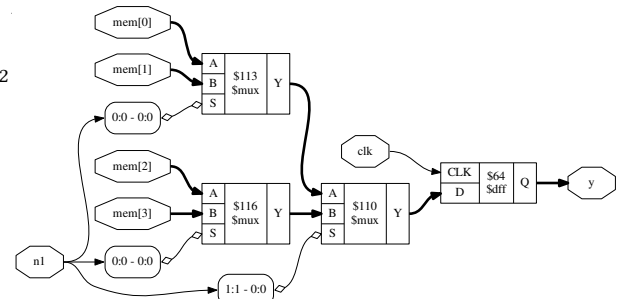 mem[0]
mem[1]
2
A
B
S
$113
$mux
Y
0:0 - 0:0
clk
mem[2]
mem[3]
A
B
S
$116
$mux
Y
A
B
S
$110
$mux
Y
CLK
D
$64
$dff
Q
y
n1
0:0 - 0:0
1:1 - 0:0